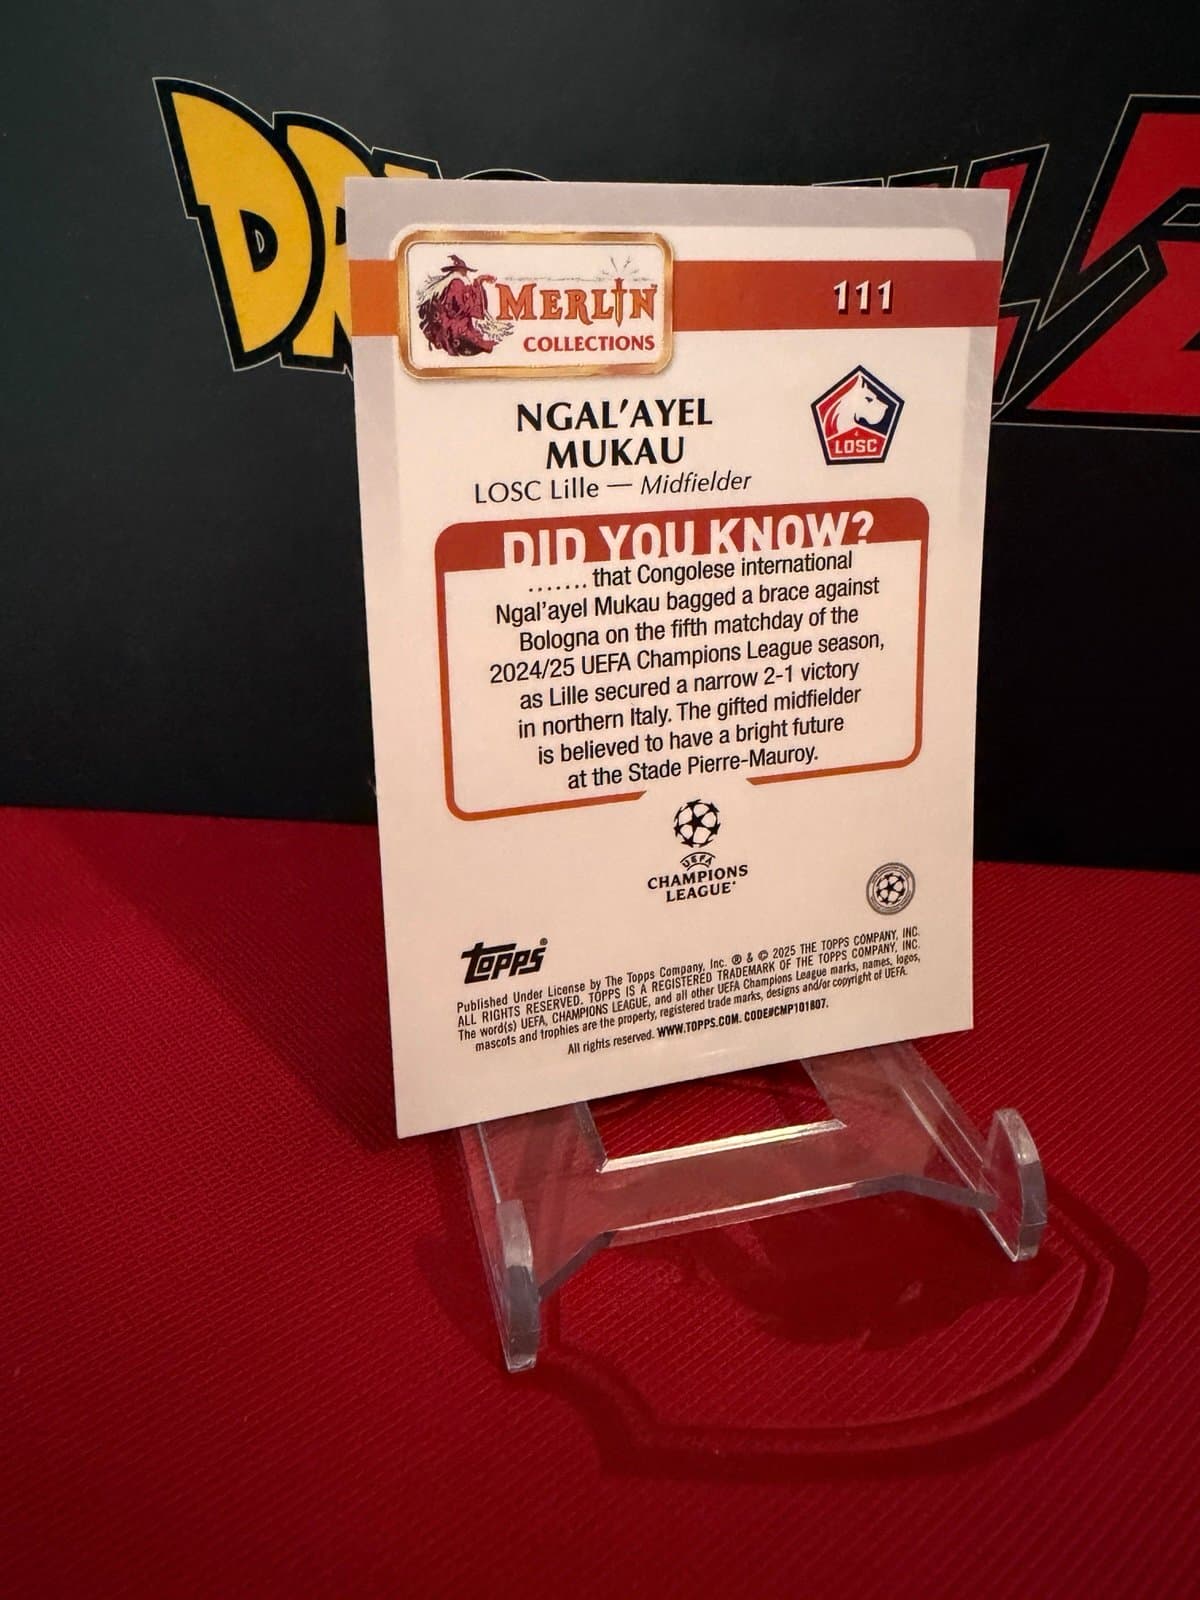 DR
MERLIN
COLLECTIONS
111
NGAL'AYEL
MUKAU
LOSC Lille — Midfielder
LOSC
DID YOU KNOW?
....... that Congolese international
Ngal'ayel Mukau bagged a brace against
Bologna on the fifth matchday of the
2024/25 UEFA Champions League season,
as Lille secured a narrow 2-1 victory
in northern Italy. The gifted midfielder
is believed to have a bright future
at the Stade Pierre-Mauroy.
UEFA
CHAMPIONS
LEAGUE
Topps®
Published Under License by The Topps Company, Inc. ® & © 2025 THE TOPPS COMPANY, INC.
ALL RIGHTS RESERVED. TOPPS IS A REGISTERED TRADEMARK OF THE TOPPS COMPANY, INC.
The word(s) UEFA, CHAMPIONS LEAGUE, and all other UEFA Champions League marks, names, logos,
mascots and trophies are the property, registered trade marks, designs and/or copyright of UEFA.
All rights reserved. WWW.TOPPS.COM. CODE#CMP101807.